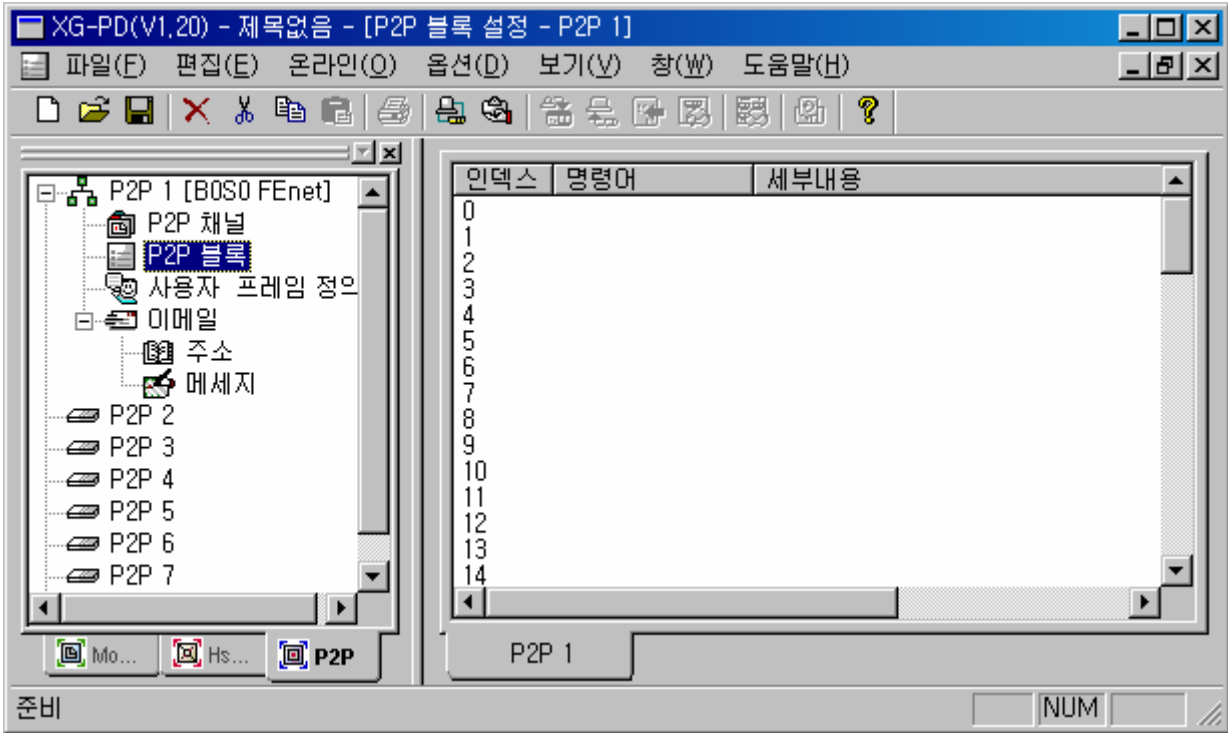 XG-PD(V1.20) - 제목없음 - [P2P 블록 설정 - P2P 1]
파일(F) 편집(E) 온라인(O) 옵션(D) 보기(V) 창(W) 도움말(H)
P2P 1 [B0S0 FEnet]
P2P 채널
P2P 블록
사용자 프레임 정의
이메일
주소
메세지
P2P 2
P2P 3
P2P 4
P2P 5
P2P 6
P2P 7
Mo... Hs... P2P
인덱스 명령어 세부내용
0
1
2
3
4
5
6
7
8
9
10
11
12
13
14
P2P 1
준비 NUM